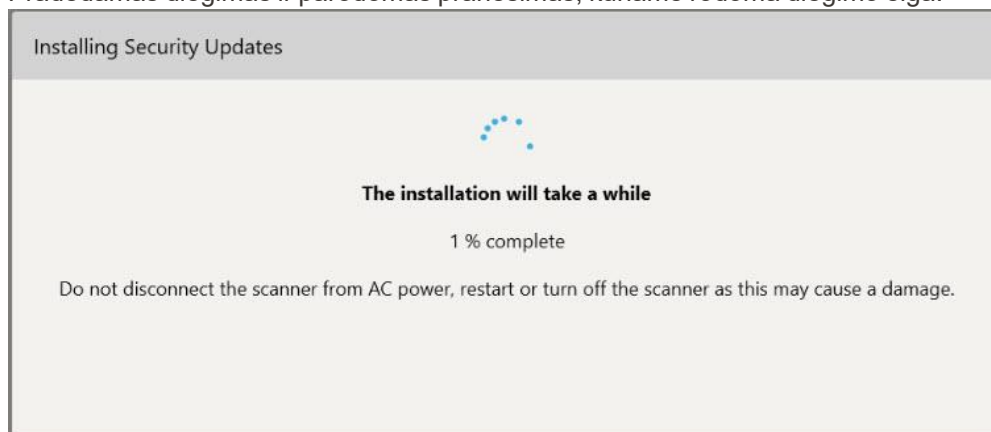 Installing Security Updates
The installation will take a while
1 % complete
Do not disconnect the scanner from AC power, restart or turn off the scanner as this may cause a damage.